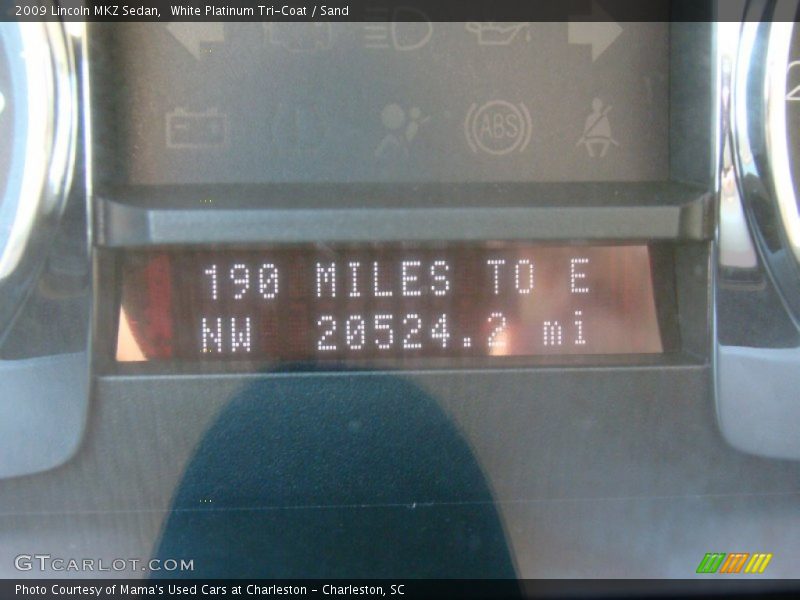 2009 Lincoln MKZ Sedan,  White Platinum Tri-Coat / Sand
ABS
190 MILES TO E
NW 20524.2 mi
GTCARLOT.COM
Photo Courtesy of Mama's Used Cars at Charleston - Charleston, SC